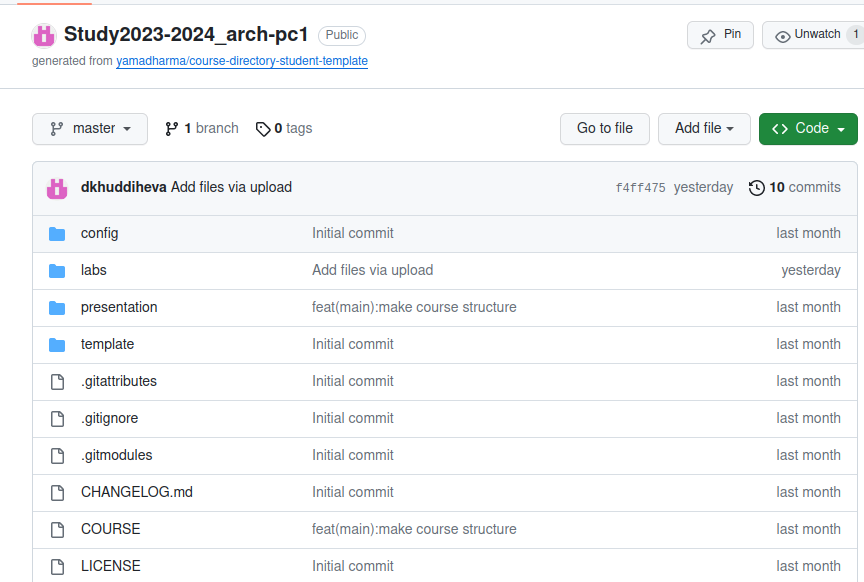 Study2023-2024_arch-pc1 Public Pin Unwatch 1
generated from yamadharma/course-directory-student-template
master 1 branch 0 tags Go to file Add file Code
dkhuddiheva Add files via upload f4ff475 yesterday 10 commits
config Initial commit last month
labs Add files via upload yesterday
presentation feat(main):make course structure last month
template Initial commit last month
.gitattributes Initial commit last month
.gitignore Initial commit last month
.gitmodules Initial commit last month
CHANGELOG.md Initial commit last month
COURSE feat(main):make course structure last month
LICENSE Initial commit last month